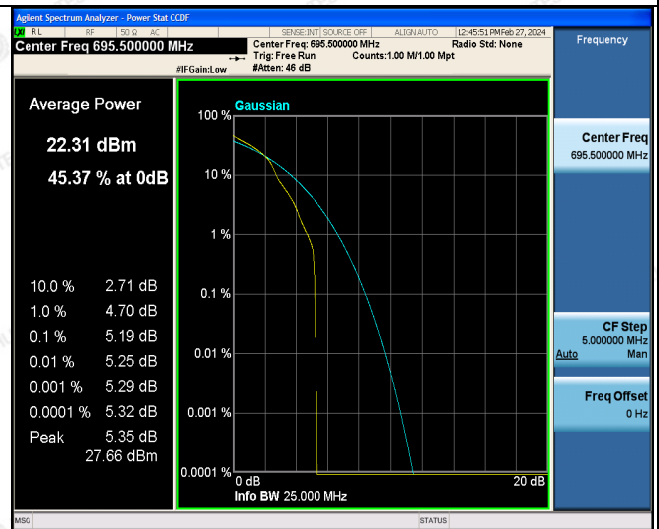 Agilent Spectrum Analyzer - Power Stat CCDF
RL RF 50 Ω AC SENSE:INT SOURCE OFF ALIGN AUTO 12:45:51 PM Feb 27, 2024
Center Freq 695.500000 MHz
Center Freq: 695.500000 MHz Radio Std: None
Trig: Free Run Counts:1.00 M/1.00 Mpt
#IFGain:Low #Atten: 46 dB
Frequency
Average Power
22.31 dBm
45.37 % at 0dB
10.0 % 2.71 dB
1.0 % 4.70 dB
0.1 % 5.19 dB
0.01 % 5.25 dB
0.001 % 5.29 dB
0.0001 % 5.32 dB
Peak 5.35 dB
27.66 dBm
Gaussian
100 %
10 %
1 %
0.1 %
0.01 %
0.001 %
0.0001 %
0 dB 20 dB
Info BW 25.000 MHz
Center Freq
695.500000 MHz
CF Step
5.000000 MHz
Auto Man
Freq Offset
0 Hz
MSG STATUS